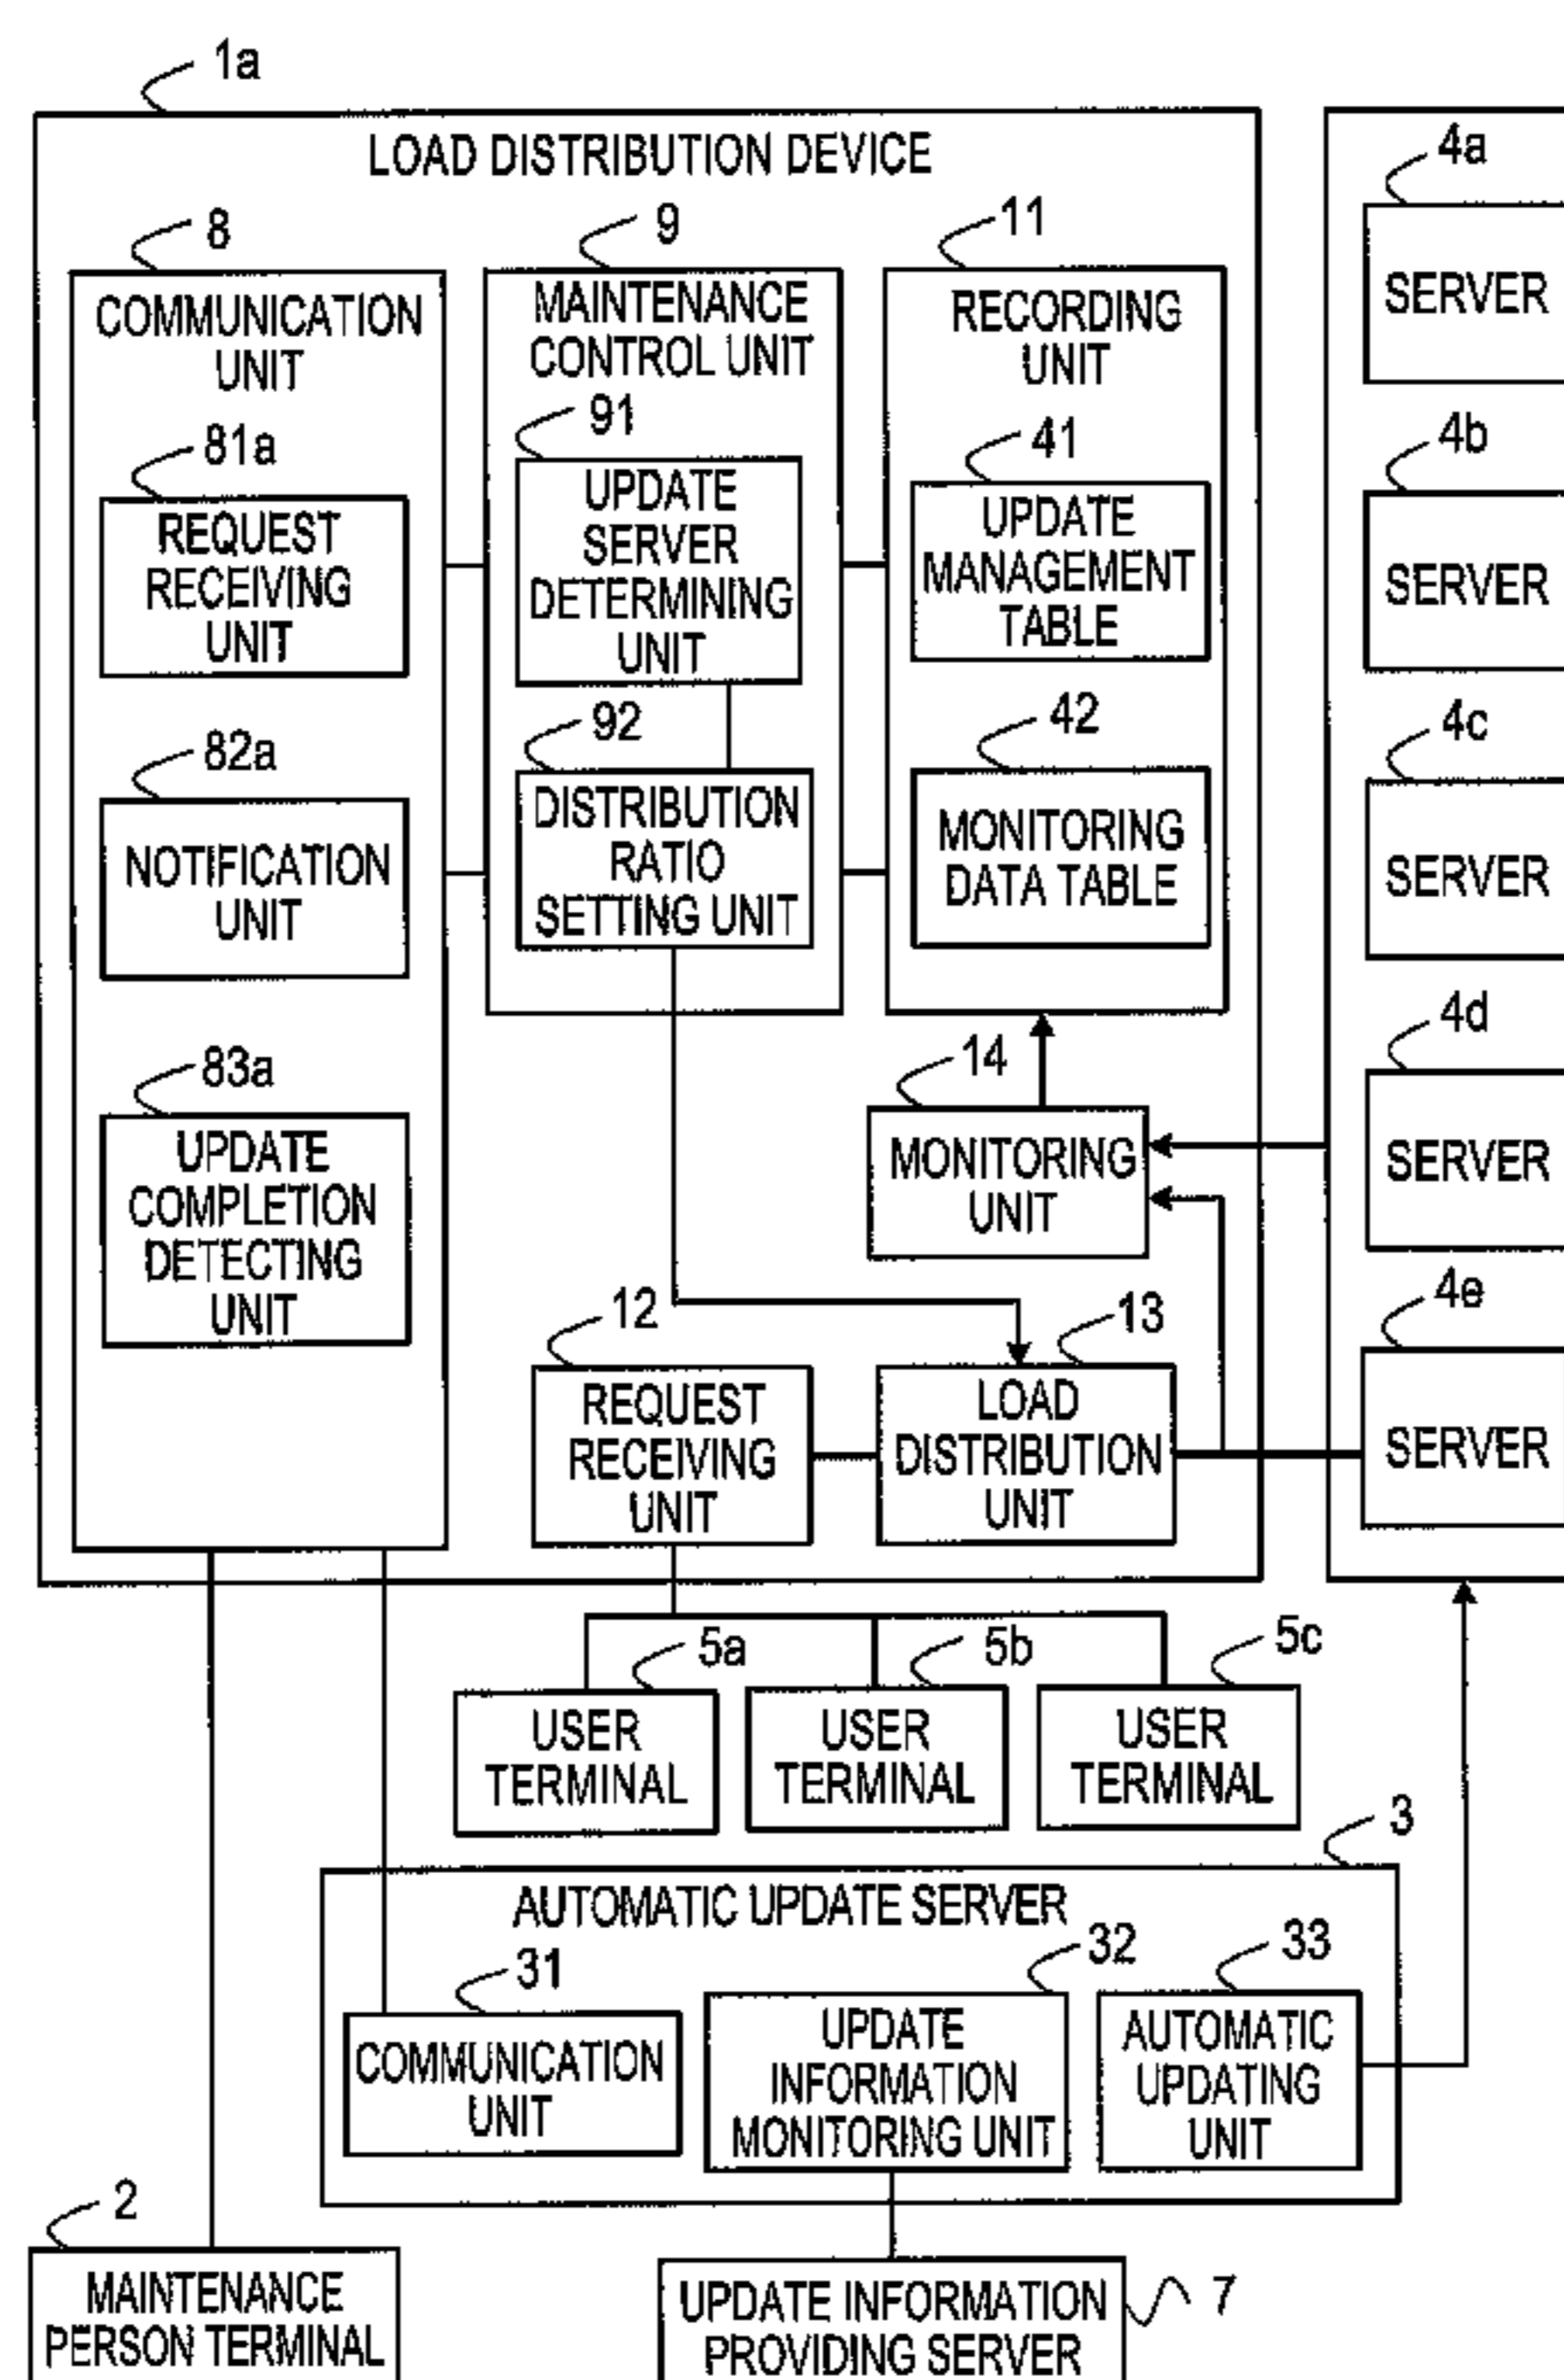 1a
LOAD DISTRIBUTION DEVICE
8
COMMUNICATION
UNIT
81a
REQUEST
RECEIVING
UNIT
82a
NOTIFICATION
UNIT
83a
UPDATE
COMPLETION
DETECTING
UNIT
9
MAINTENANCE
CONTROL UNIT
91
UPDATE
SERVER
DETERMINING
UNIT
92
DISTRIBUTION
RATIO
SETTING UNIT
11
RECORDING
UNIT
41
UPDATE
MANAGEMENT
TABLE
42
MONITORING
DATA TABLE
14
MONITORING
UNIT
12
REQUEST
RECEIVING
UNIT
13
LOAD
DISTRIBUTION
UNIT
4a
SERVER
4b
SERVER
4c
SERVER
4d
SERVER
4e
SERVER
5a
USER
TERMINAL
5b
USER
TERMINAL
5c
USER
TERMINAL
3
AUTOMATIC UPDATE SERVER
31
COMMUNICATION
UNIT
32
UPDATE
INFORMATION
MONITORING UNIT
33
AUTOMATIC
UPDATING
UNIT
2
MAINTENANCE
PERSON TERMINAL
7
UPDATE INFORMATION
PROVIDING SERVER